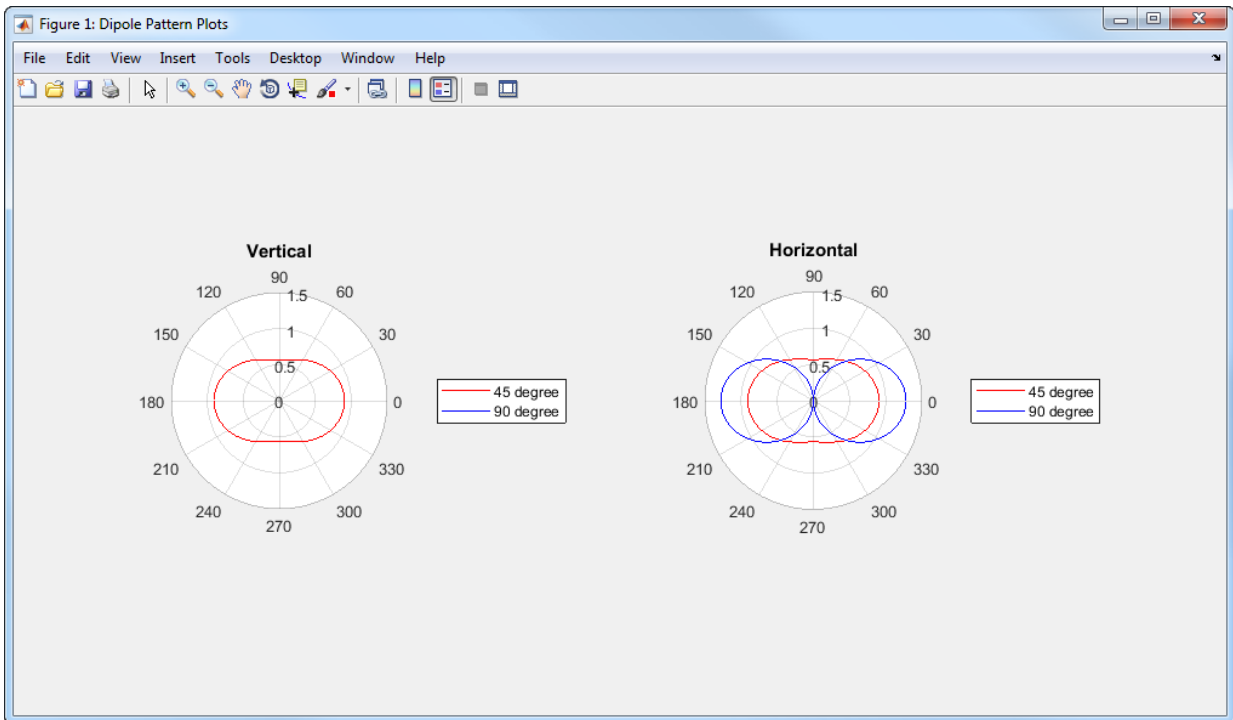 Figure 1: Dipole Pattern Plots
File Edit View Insert Tools Desktop Window Help
Vertical
90
120 60
1.5
150 30
1
0.5
180 0 0
210 330
240 300
270
45 degree
90 degree
Horizontal
90
120 60
1.5
150 30
1
0.5
180 0 0
210 330
240 300
270
45 degree
90 degree